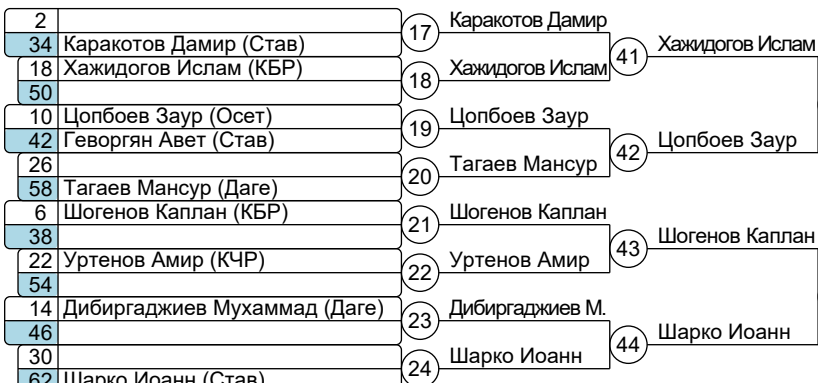 2
34 Каракотов Дамир (Став)
17
Каракотов Дамир
18 Хажидогов Ислам (КБР)
50
18
Хажидогов Ислам
41
Хажидогов Ислам
10 Цопбоев Заур (Осет)
42 Геворгян Авет (Став)
19
Цопбоев Заур
26
58 Тагаев Мансур (Даге)
20
Тагаев Мансур
42
Цопбоев Заур
6 Шогенов Каплан (КБР)
38
21
Шогенов Каплан
22 Уртенов Амир (КЧР)
54
22
Уртенов Амир
43
Шогенов Каплан
14 Дибиргаджиев Мухаммад (Даге)
46
23
Дибиргаджиев М.
30
62 Шарко Иоанн (Став)
24
Шарко Иоанн
44
Шарко Иоанн